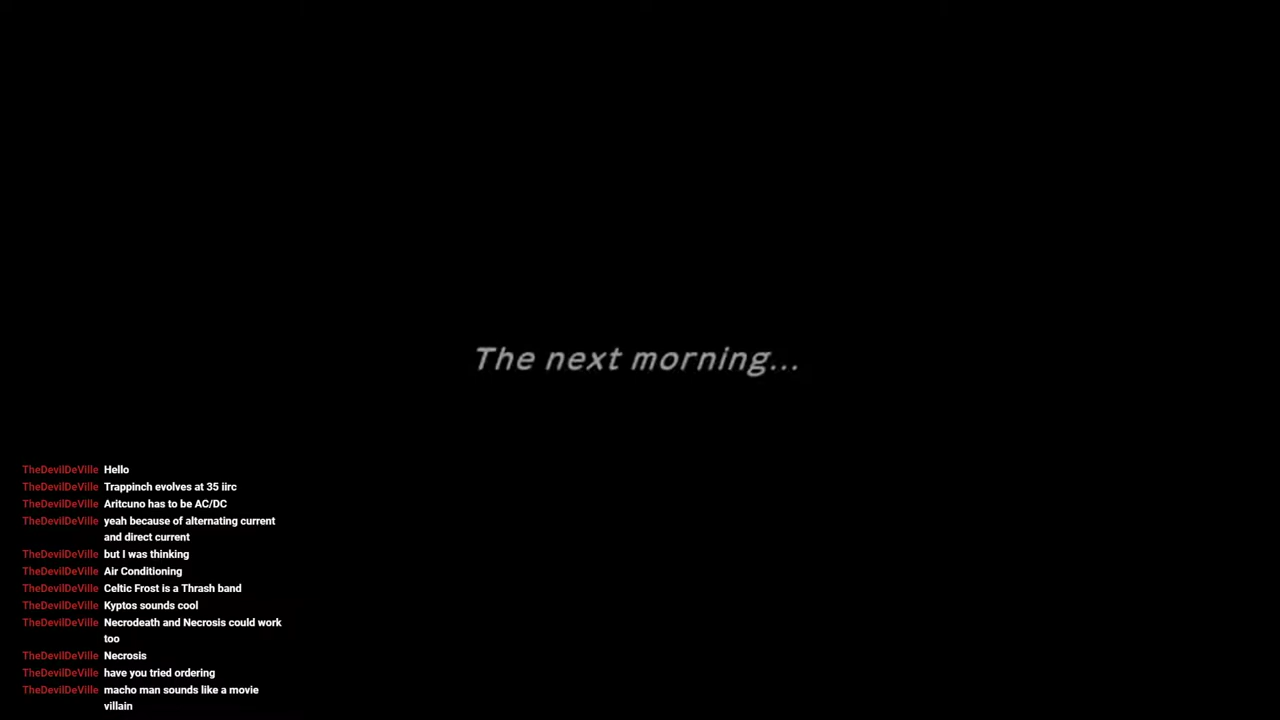 The next morning...
TheDevilDeVille Hello
TheDevilDeVille Trappinch evolves at 35 iirc
TheDevilDeVille Aritcuno has to be AC/DC
TheDevilDeVille yeah because of alternating current
and direct current
TheDevilDeVille but I was thinking
TheDevilDeVille Air Conditioning
TheDevilDeVille Celtic Frost is a Thrash band
TheDevilDeVille Kyptos sounds cool
TheDevilDeVille Necrodeath and Necrosis could work
too
TheDevilDeVille Necrosis
TheDevilDeVille have you tried ordering
TheDevilDeVille macho man sounds like a movie
villain